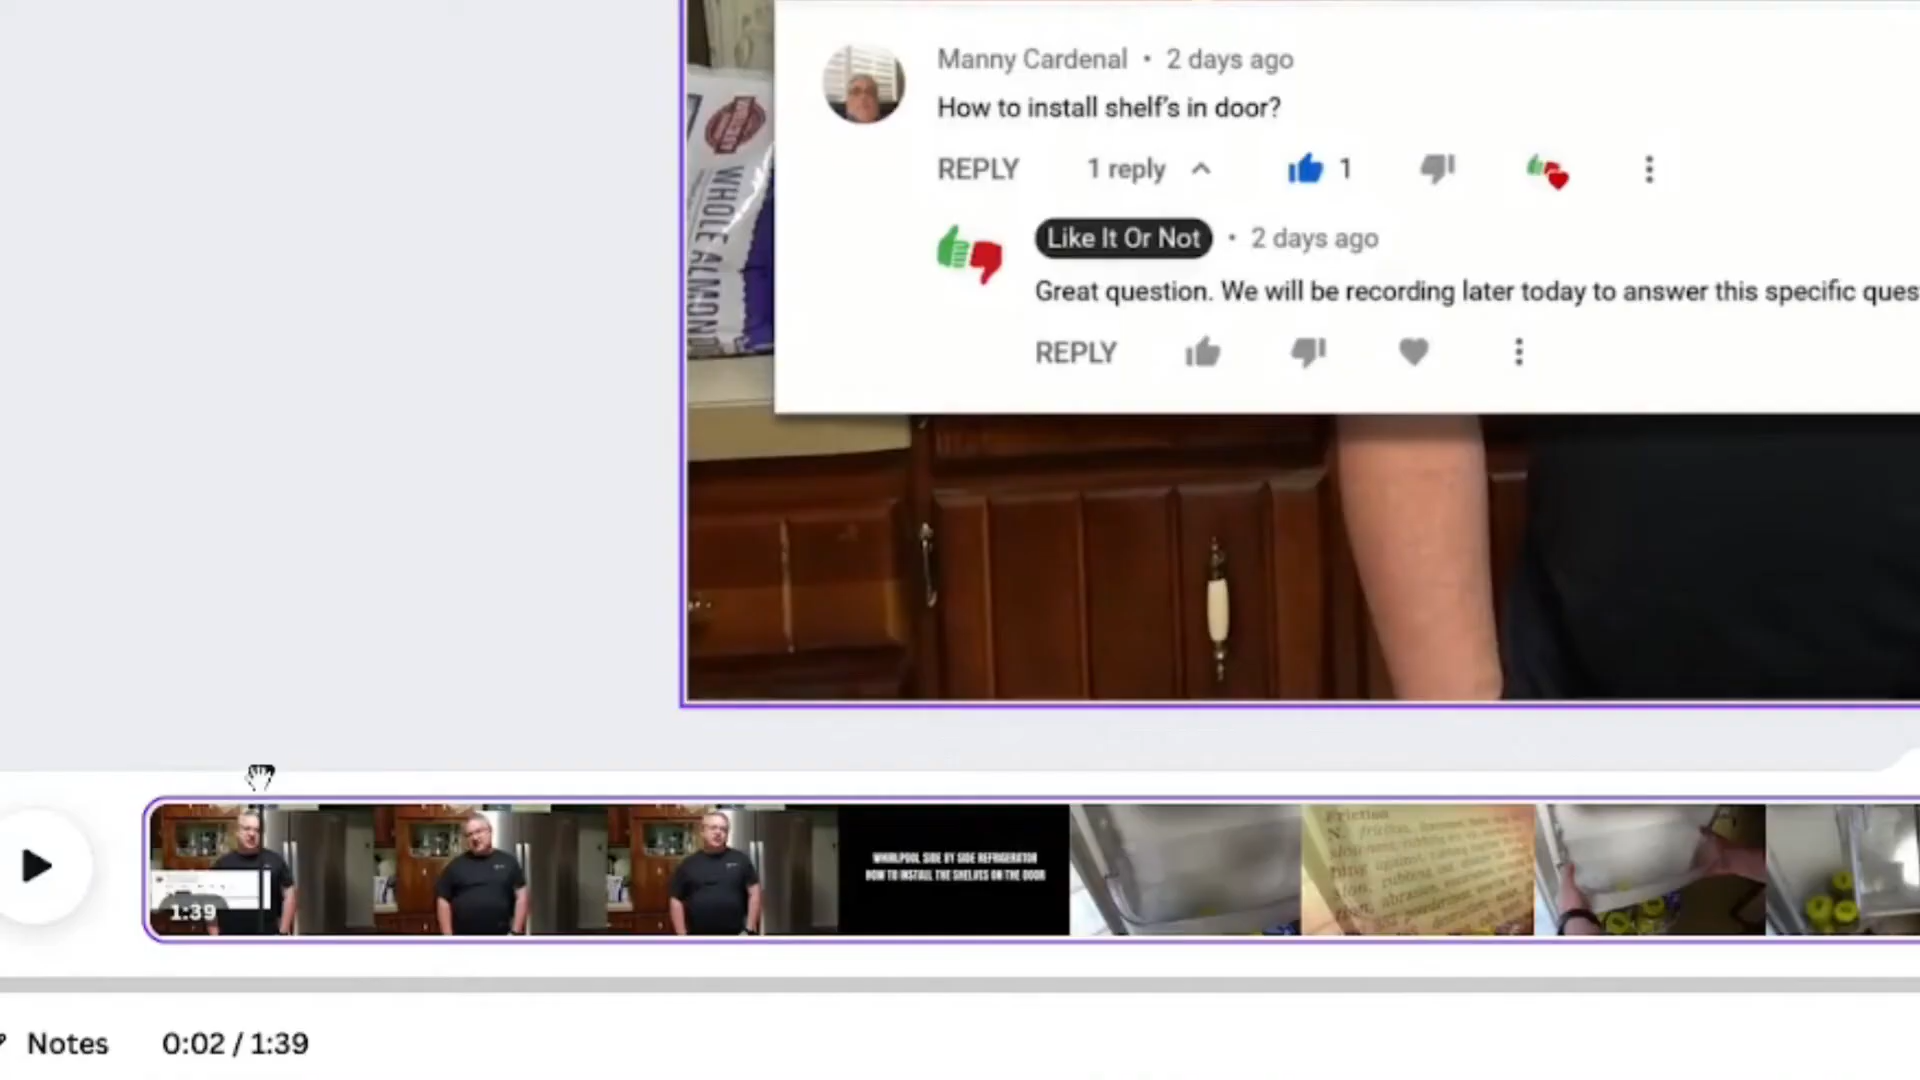 Manny Cardenal • 2 days ago
How to install shelf's in door?
REPLY 1 reply 1
Like It Or Not • 2 days ago
Great question. We will be recording later today to answer this specific ques
REPLY
WHOLE ALMOND
WHIRLPOOL SIDE BY SIDE REFRIGERATOR
HOW TO INSTALL THE SHELVES ON THE DOOR
Friction
1:39
Notes 0:02 / 1:39